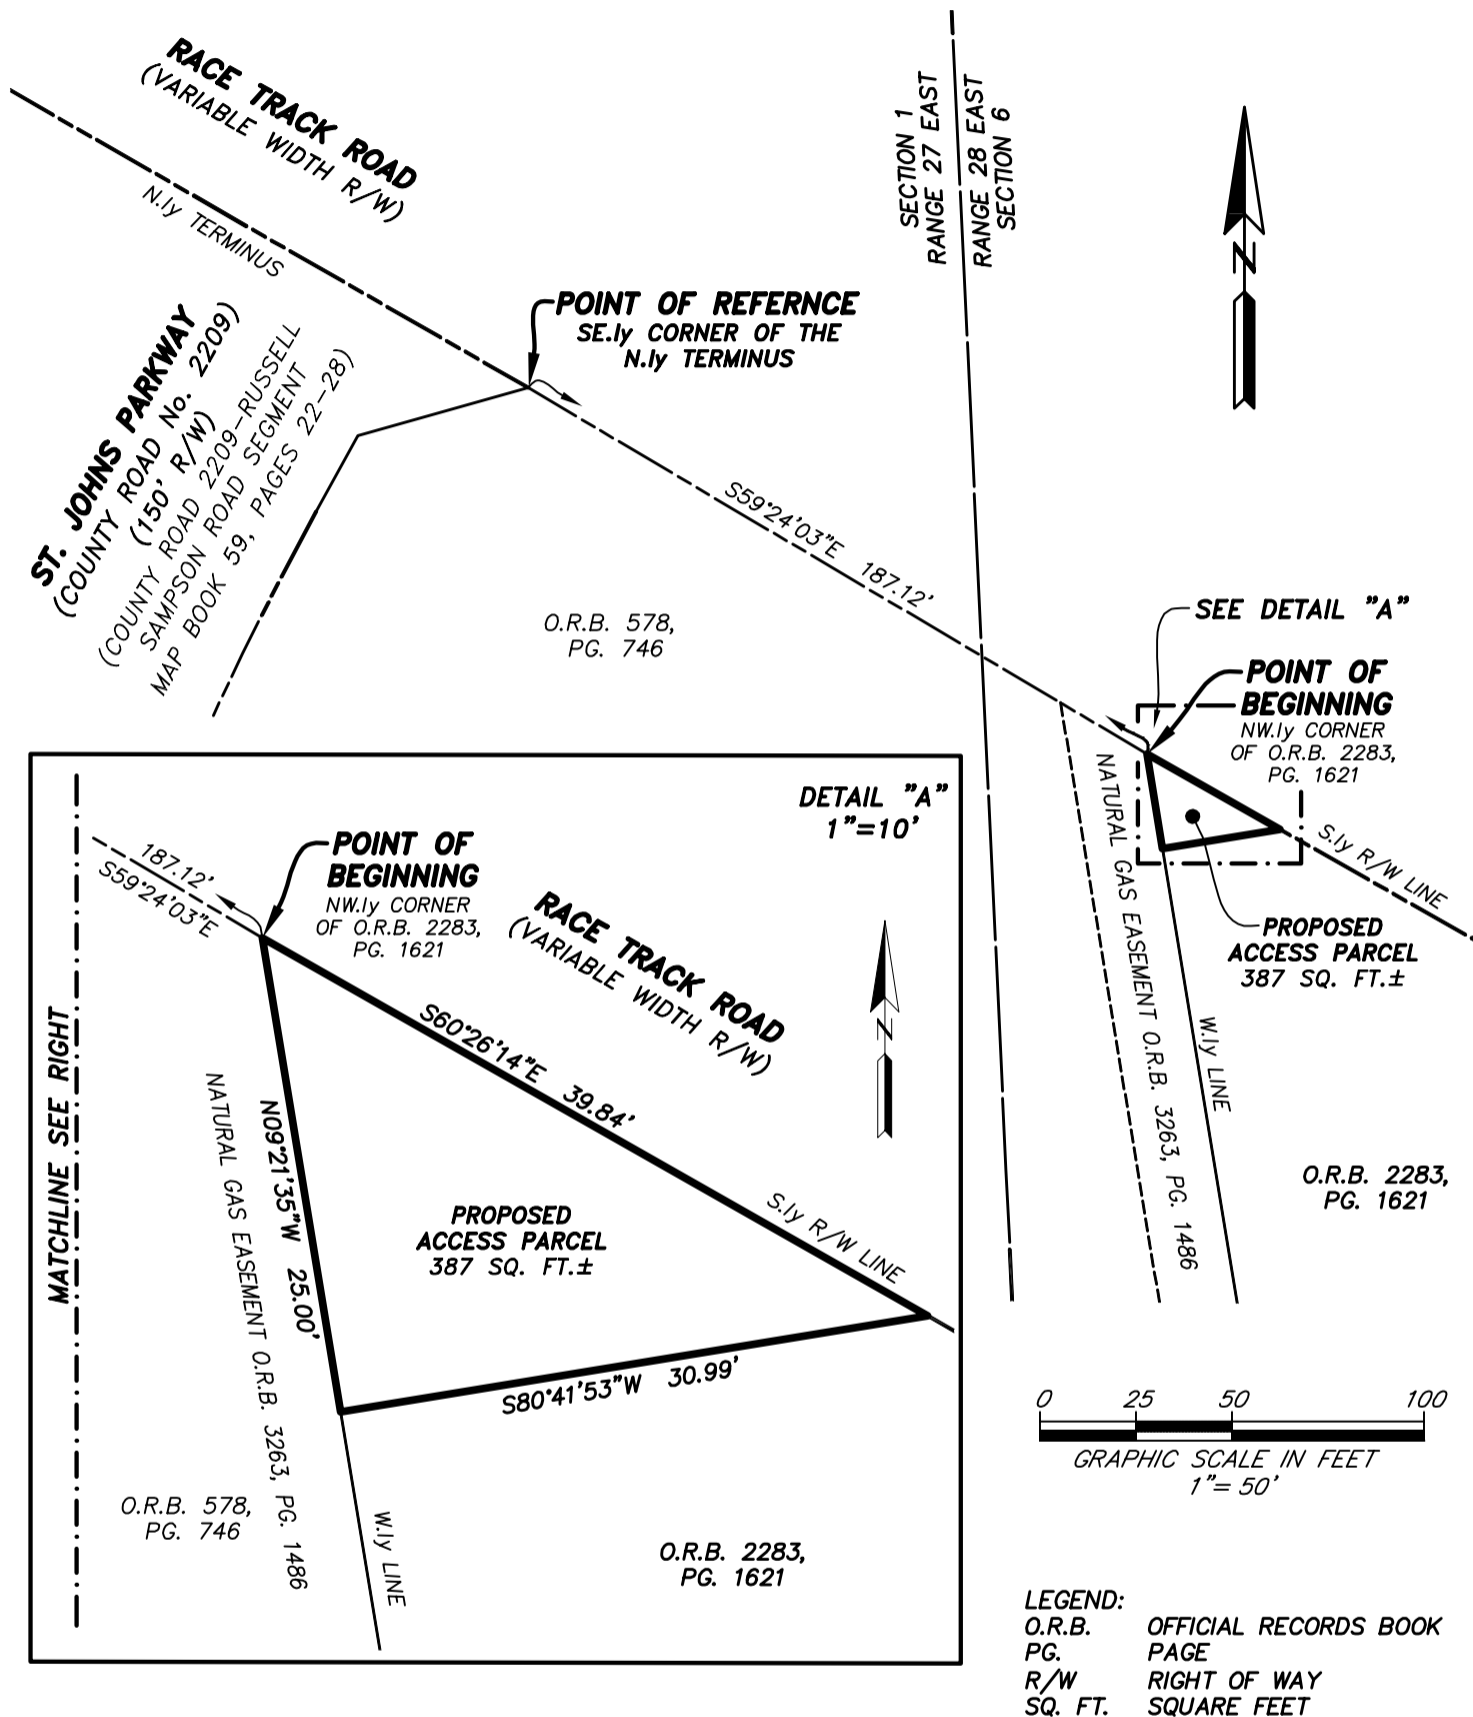 RACE TRACK ROAD
(VARIABLE WIDTH R/W)
N.ly TERMINUS
SECTION 1
RANGE 27 EAST
RANGE 28 EAST
SECTION 6
N
POINT OF REFERNCE
SE.ly CORNER OF THE
N.ly TERMINUS
ST. JOHNS PARKWAY
(COUNTY ROAD No. 2209)
(150' R/W)
(COUNTY ROAD 2209-RUSSELL
SAMPSON ROAD SEGMENT
MAP BOOK 59, PAGES 22-28)
S59°24'03"E 187.12'
O.R.B. 578,
PG. 746
SEE DETAIL "A"
POINT OF
BEGINNING
NW.ly CORNER
OF O.R.B. 2283,
PG. 1621
S.ly R/W LINE
PROPOSED
ACCESS PARCEL
387 SQ. FT.±
NATURAL GAS EASEMENT O.R.B. 3263, PG. 1486
W.ly LINE
O.R.B. 2283,
PG. 1621
DETAIL "A"
1"=10'
POINT OF
BEGINNING
NW.ly CORNER
OF O.R.B. 2283,
PG. 1621
187.12'
S59°24'03"E
RACE TRACK ROAD
(VARIABLE WIDTH R/W)
N
S60°26'14"E 39.84'
MATCHLINE SEE RIGHT
N09°21'35"W 25.00'
NATURAL GAS EASEMENT O.R.B. 3263, PG. 1486
PROPOSED
ACCESS PARCEL
387 SQ. FT.±
S.ly R/W LINE
S80°41'53"W 30.99'
O.R.B. 578,
PG. 746
W.ly LINE
O.R.B. 2283,
PG. 1621
0 25 50 100
GRAPHIC SCALE IN FEET
1"= 50'
LEGEND:
O.R.B. OFFICIAL RECORDS BOOK
PG. PAGE
R/W RIGHT OF WAY
SQ. FT. SQUARE FEET